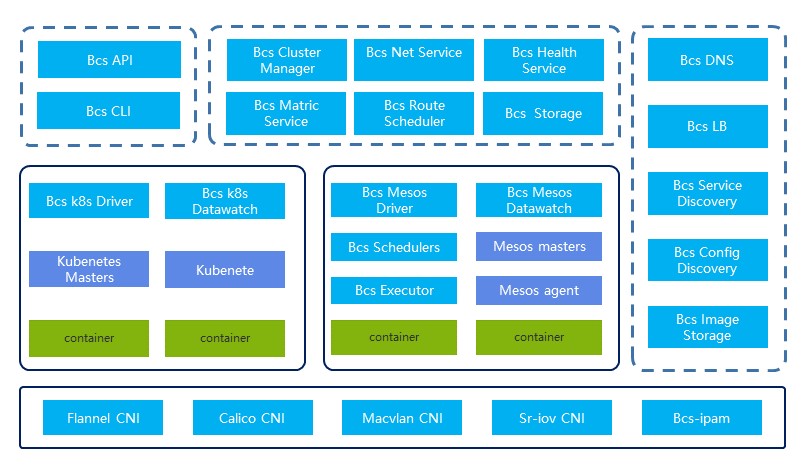 Bcs API
Bcs CLI
Bcs Cluster
Manager
Bcs Net Service
Bcs Health
Service
Bcs Matric
Service
Bcs Route
Scheduler
Bcs Storage
Bcs DNS
Bcs LB
Bcs Service
Discovery
Bcs Config
Discovery
Bcs Image
Storage
Bcs k8s Driver
Bcs k8s
Datawatch
Kubenetes
Masters
Kubenete
container
container
Bcs Mesos
Driver
Bcs Mesos
Datawatch
Bcs Schedulers
Mesos masters
Bcs Executor
Mesos agent
container
container
Flannel CNI
Calico CNI
Macvlan CNI
Sr-iov CNI
Bcs-ipam